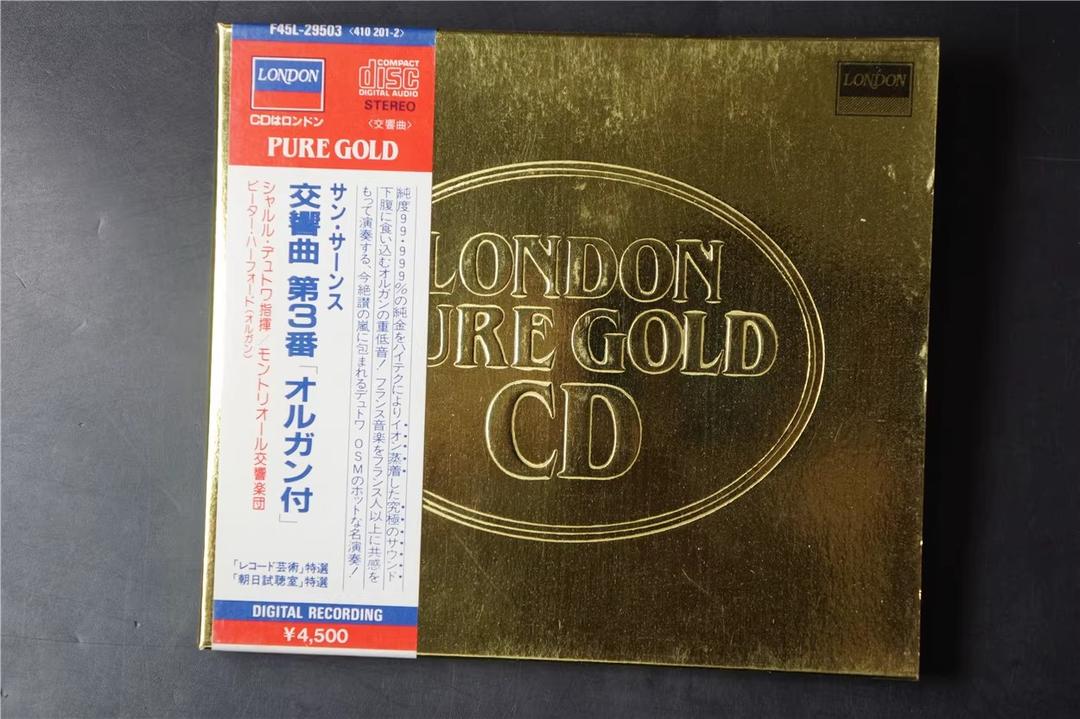 F45L-29503 <410 201-2>
LONDON
CDはロンドン
COMPACT
disc
DIGITAL AUDIO
STEREO
〈交響曲〉
PURE GOLD
純度99・999%の純金をハイテクによりイオン蒸着した究極のサウンド
下腹に食い込むオルガンの重低音! フランス音楽をフランス人以上に共感を
もって演奏する、今絶讃の嵐に包まれるデュトワ OSMのホットな名演奏!
サン・サーンス
交響曲 第3番「オルガン付」
シャルル・デュトワ指揮/モントリオール交響楽団
ピーター・ハーフォード(オルガン)
「レコード芸術」特選
「朝日試聴室」特選
DIGITAL RECORDING
¥4,500
LONDON
LONDON
PURE GOLD
CD